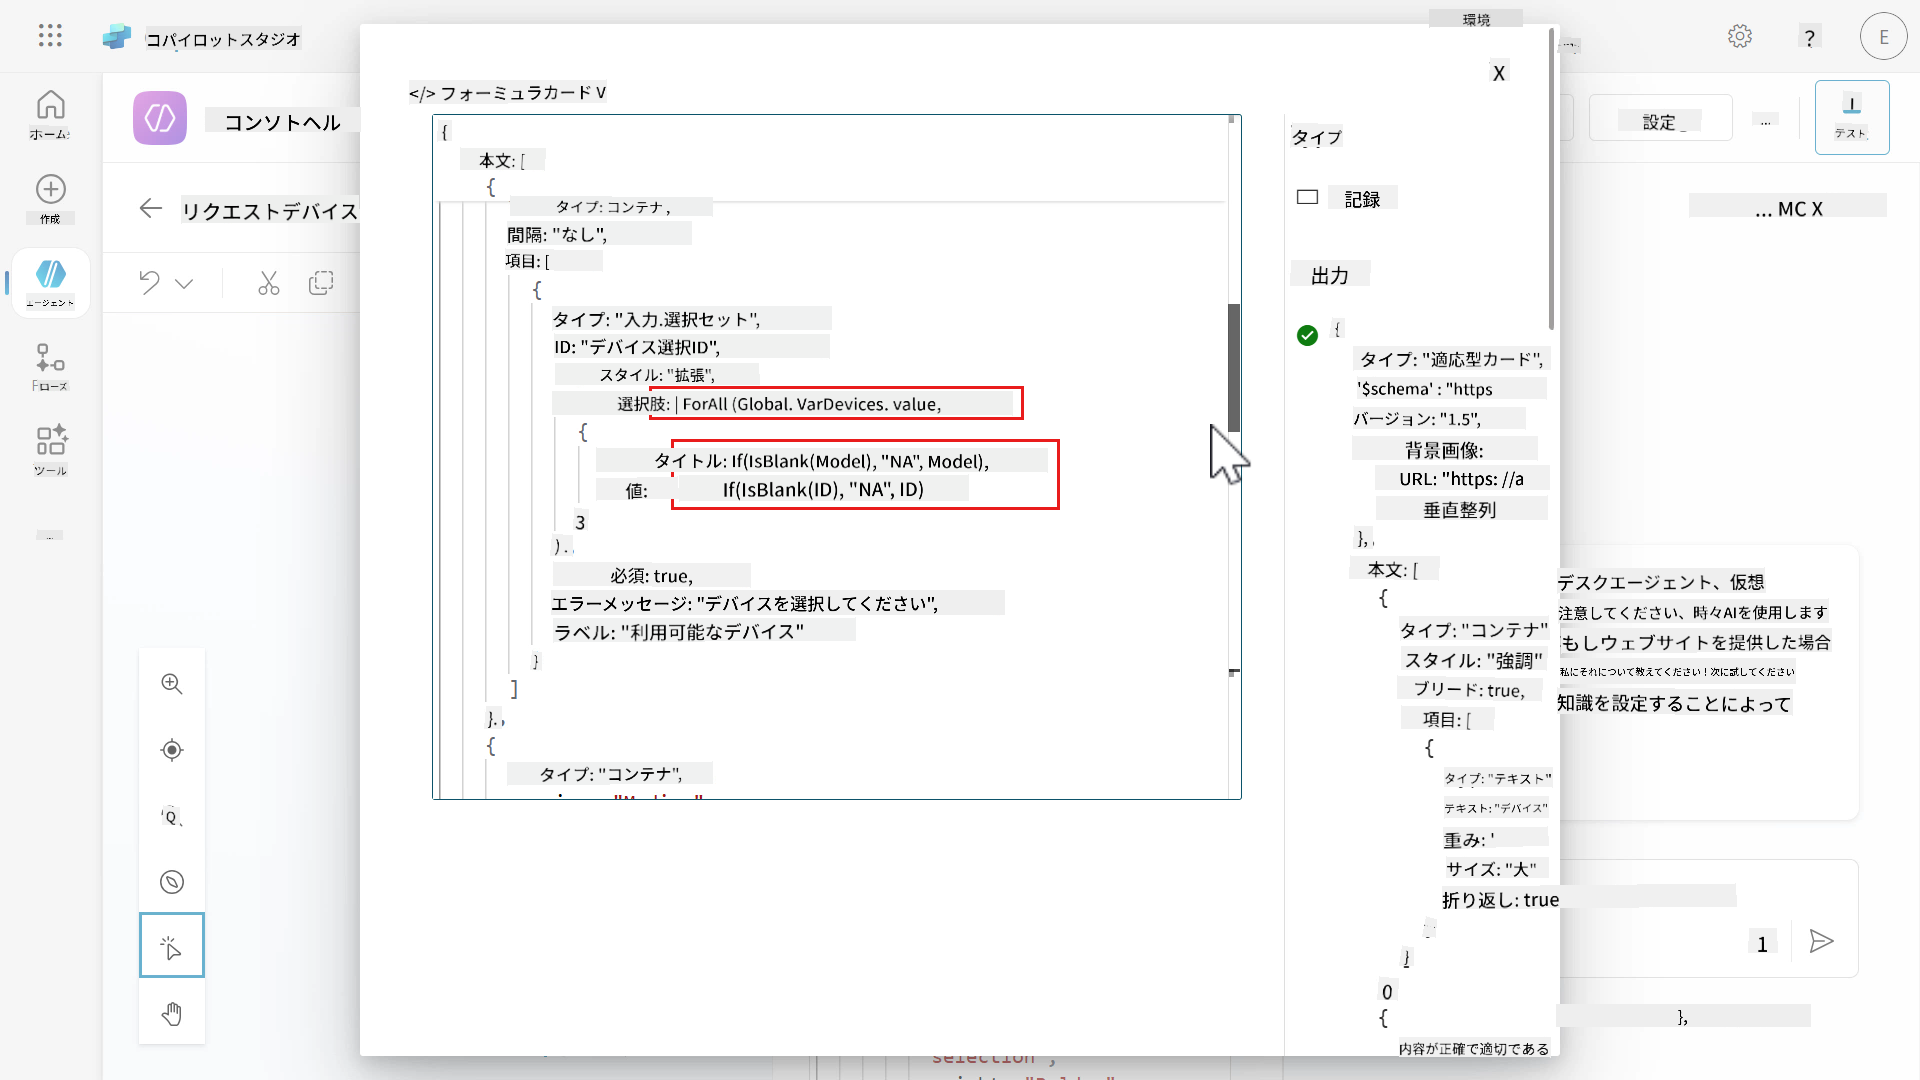 環境
コパイロットスタジオ
?
E
X
</> フォーミュラカード V
ホーム
コンソトヘル
設定
...
テスト
作成
リクエストデバイス
... MC X
エージェント
ローズ
ツール
{
本文: [
{
タイプ: コンテナ ,
間隔: "なし",
項目: [
{
タイプ: "入力.選択セット",
ID: "デバイス選択ID",
スタイル: "拡張",
選択肢: | ForAll (Global. VarDevices. value,
{
タイトル: If(IsBlank(Model), "NA", Model),
値: If(IsBlank(ID), "NA", ID)
3
).
必須: true,
エラーメッセージ: "デバイスを選択してください",
ラベル: "利用可能なデバイス"
}
]
}.,
{
タイプ: "コンテナ",
タイプ
記録
出力
{
タイプ: "適応型カード",
'$schema' : "https
バージョン: "1.5",
背景画像:
URL: "https: //a
垂直整列
},
本文: [
{
タイプ: "コンテナ"
スタイル: "強調"
ブリード: true,
項目: [
{
タイプ: "テキスト"
テキスト: "デバイス"
重み: '
サイズ: "大"
折り返し: true
}
0
{
内容が正確で適切である
デスクエージェント、仮想
注意してください、時々AIを使用します
もしウェブサイトを提供した場合
私にそれについて教えてください！次に試してください
知識を設定することによって
1
},
selection",